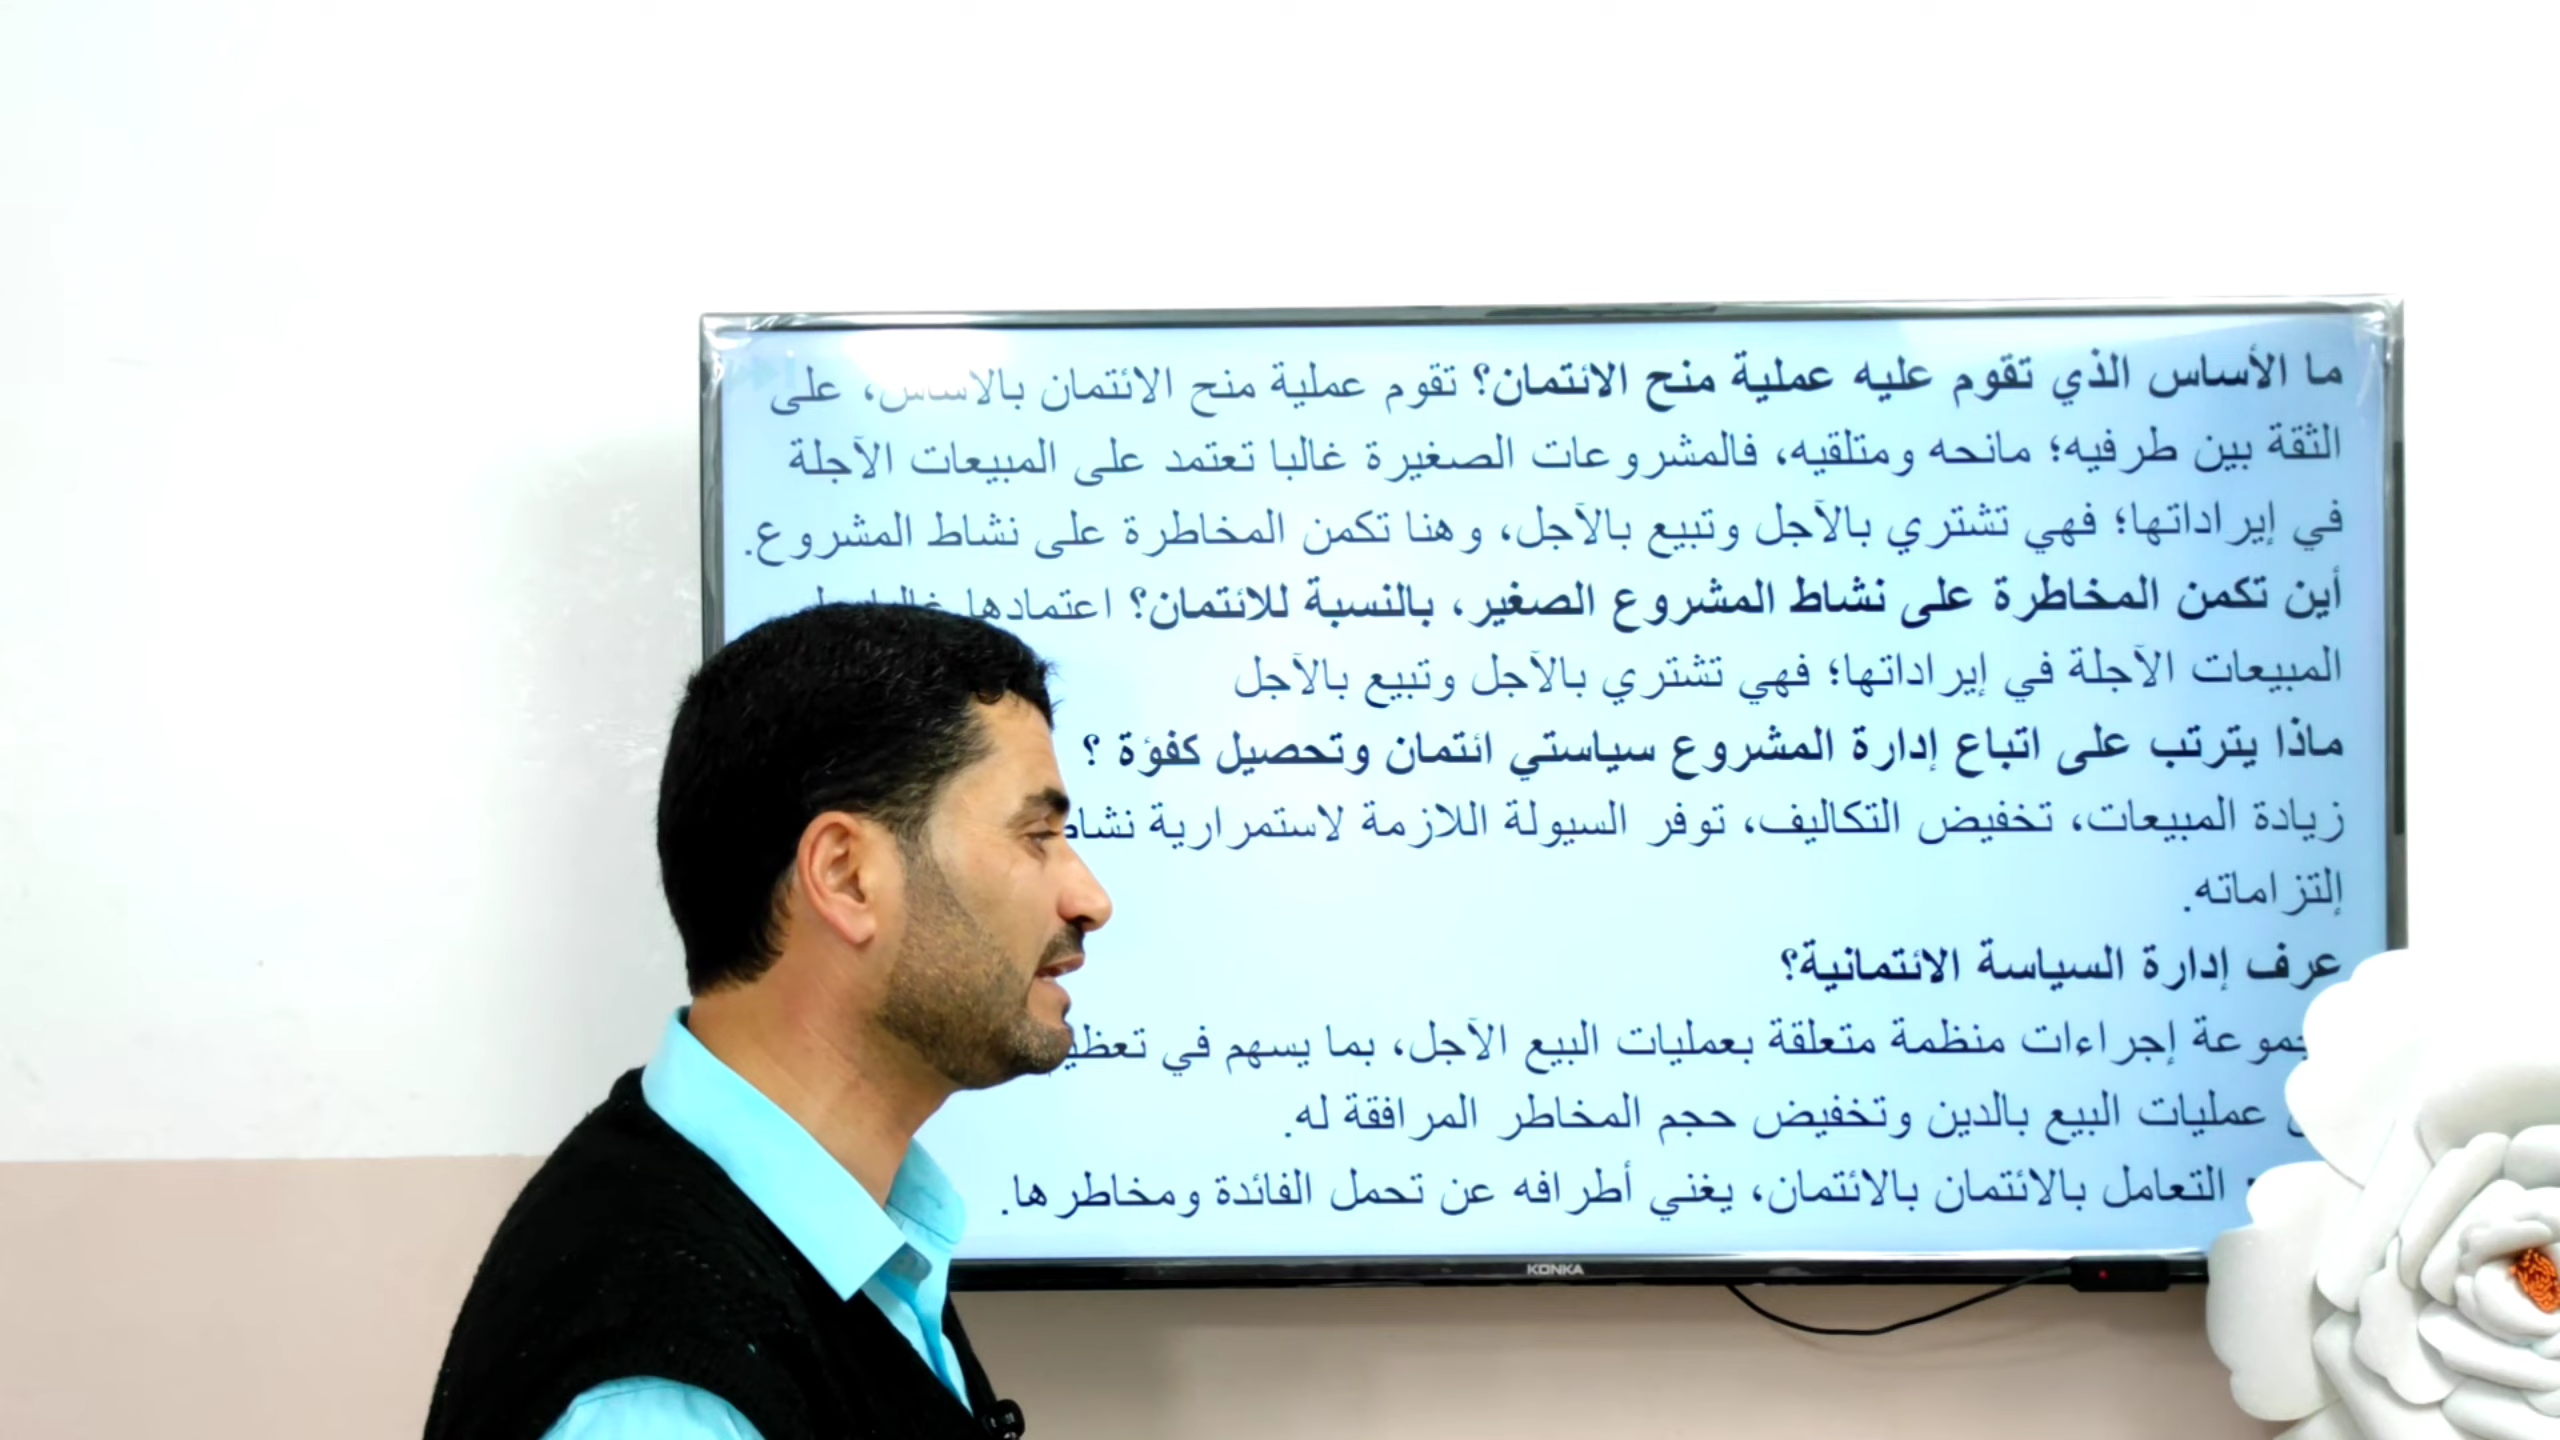 ما الأساس الذي تقوم عليه عملية منح الائتمان؟ تقوم عملية منح الائتمان بالأساس، على
الثقة بين طرفيه؛ مانحه ومتلقيه، فالمشروعات الصغيرة غالبا تعتمد على المبيعات الآجلة
في إيراداتها؛ فهي تشتري بالآجل وتبيع بالآجل، وهنا تكمن المخاطرة على نشاط المشروع.
أين تكمن المخاطرة على نشاط المشروع الصغير، بالنسبة للائتمان؟ اعتمادها
المبيعات الآجلة في إيراداتها؛ فهي تشتري بالآجل وتبيع بالآجل
ماذا يترتب على اتباع إدارة المشروع سياستي ائتمان وتحصيل كفؤة ؟
زيادة المبيعات، تخفيض التكاليف، توفر السيولة اللازمة لاستمرارية
إلتزاماته.
عرف إدارة السياسة الائتمانية؟
إجراءات منظمة متعلقة بعمليات البيع الآجل، بما يسهم في
عمليات البيع بالدين وتخفيض حجم المخاطر المرافقة له.
التعامل بالائتمان بالائتمان، يغني أطرافه عن تحمل الفائدة ومخاطرها.
KONKA